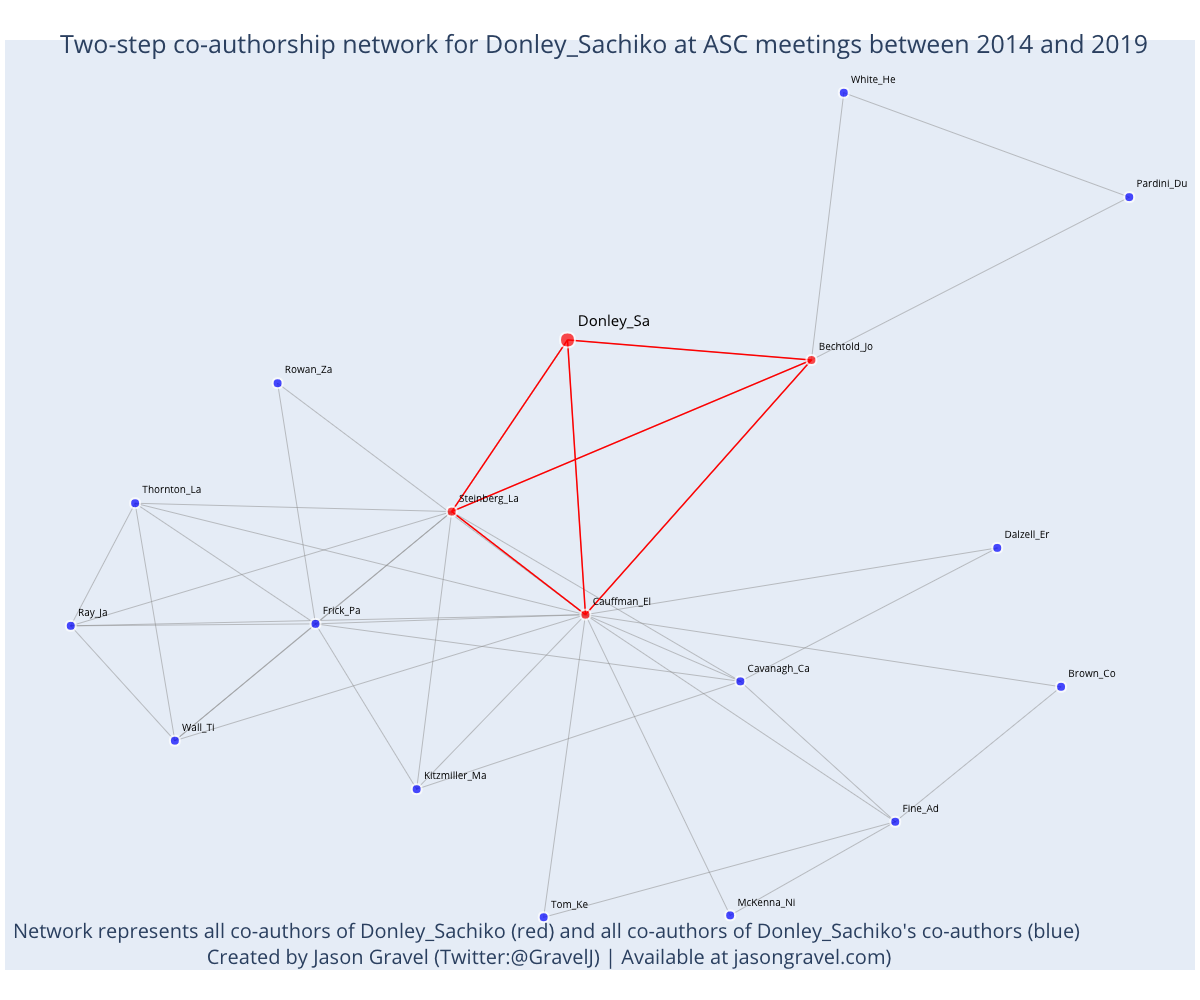 Two-step co-authorship network for Donley_Sachiko at ASC meetings between 2014 and 2019
White_He
Pardini_Du
Donley_Sa
Bechtold_Jo
Rowan_Za
Thornton_La
Steinberg_La
Dalzell_Er
Cauffman_El
Ray_Ja
Frick_Pa
Cavanagh_Ca
Brown_Co
Wall_Ti
Kitzmiller_Ma
Fine_Ad
Tom_Ke
McKenna_Ni
Network represents all co-authors of Donley_Sachiko (red) and all co-authors of Donley_Sachiko's co-authors (blue)
Created by Jason Gravel (Twitter:@GravelJ) | Available at jasongravel.com)